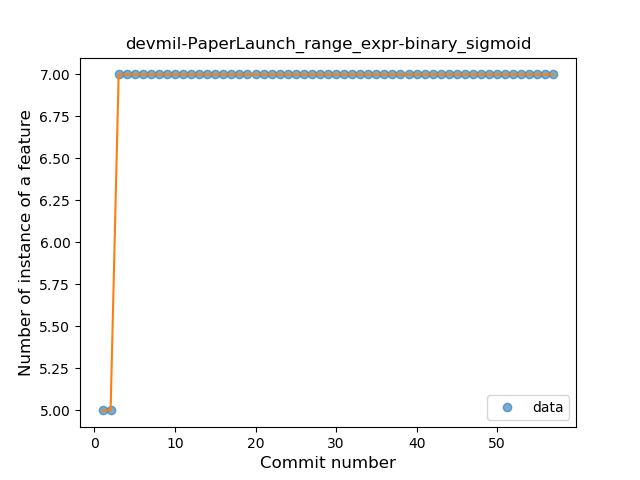 devmil-PaperLaunch_range_expr-binary_sigmoid
Number of instance of a feature
7.00
6.75
6.50
6.25
6.00
5.75
5.50
5.25
5.00
data
0 10 20 30 40 50
Commit number